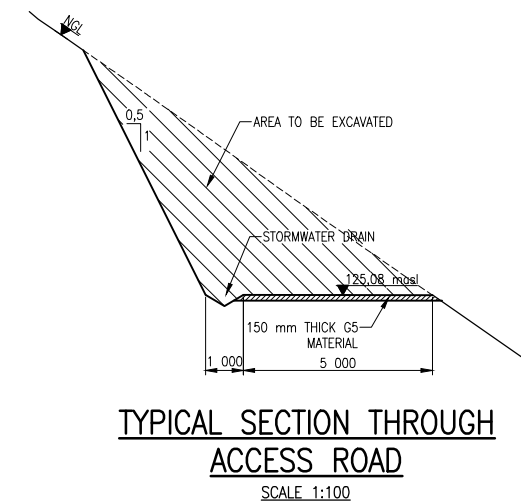 NGL
0,5
1
AREA TO BE EXCAVATED
STORMWATER DRAIN
125,08 masl
150 mm THICK G5
MATERIAL
1 000
5 000
TYPICAL SECTION THROUGH
ACCESS ROAD
SCALE 1:100